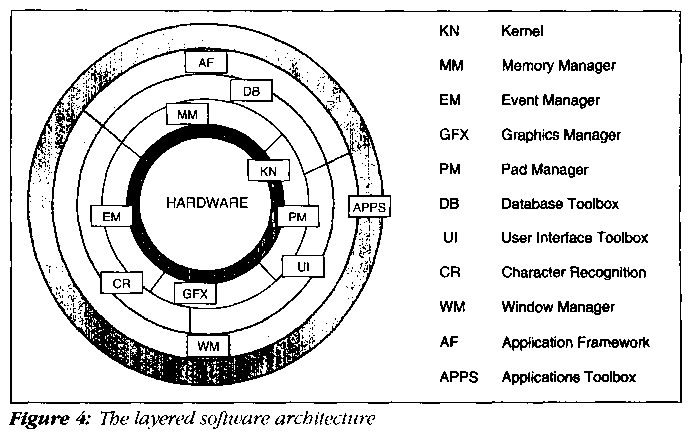 AF
DB
MM
KN
HARDWARE
EM
PM
APPS
UI
CR
GFX
WM
KN Kernel
MM Memory Manager
EM Event Manager
GFX Graphics Manager
PM Pad Manager
DB Database Toolbox
UI User Interface Toolbox
CR Character Recognition
WM Window Manager
AF Application Framework
APPS Applications Toolbox
Figure 4: The layered software architecture